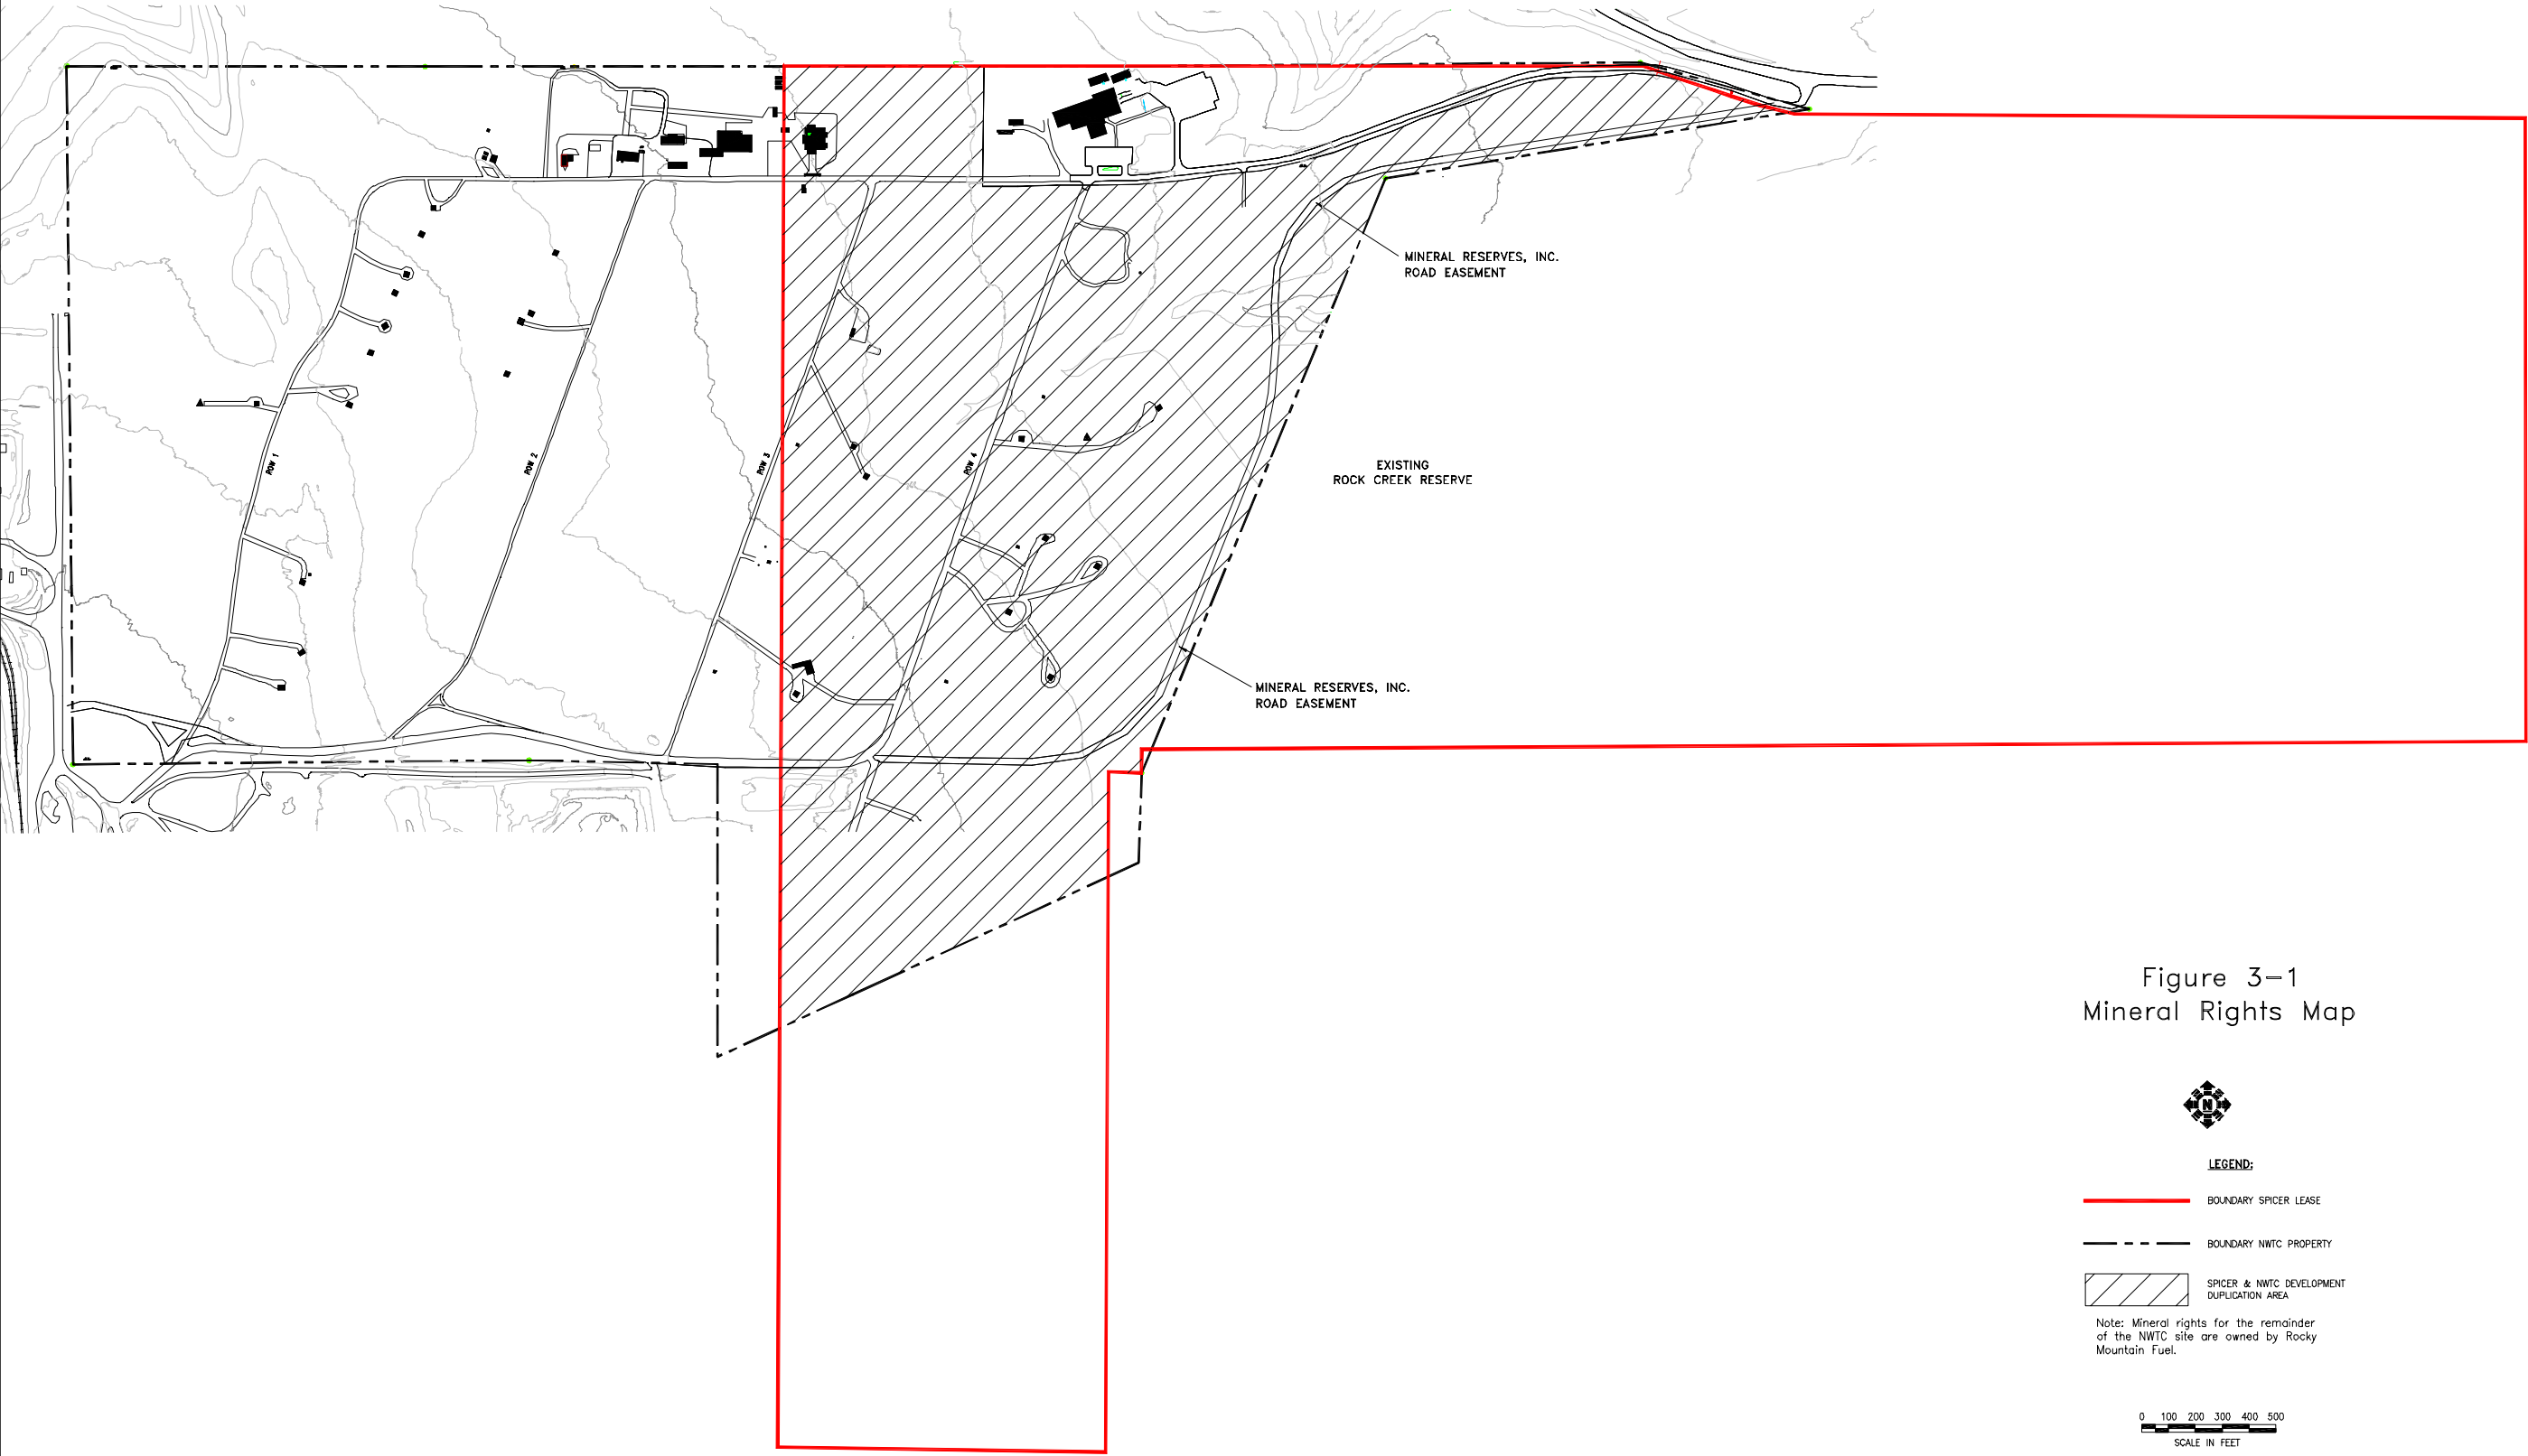 MINERAL RESERVES, INC.
ROAD EASEMENT
ROW 1
ROW 2
ROW 3
ROW 4
EXISTING
ROCK CREEK RESERVE
MINERAL RESERVES, INC.
ROAD EASEMENT
Figure 3-1
Mineral Rights Map
N
LEGEND:
BOUNDARY SPICER LEASE
BOUNDARY NWTC PROPERTY
SPICER & NWTC DEVELOPMENT
DUPLICATION AREA
Note: Mineral rights for the remainder
of the NWTC site are owned by Rocky
Mountain Fuel.
0 100 200 300 400 500
SCALE IN FEET